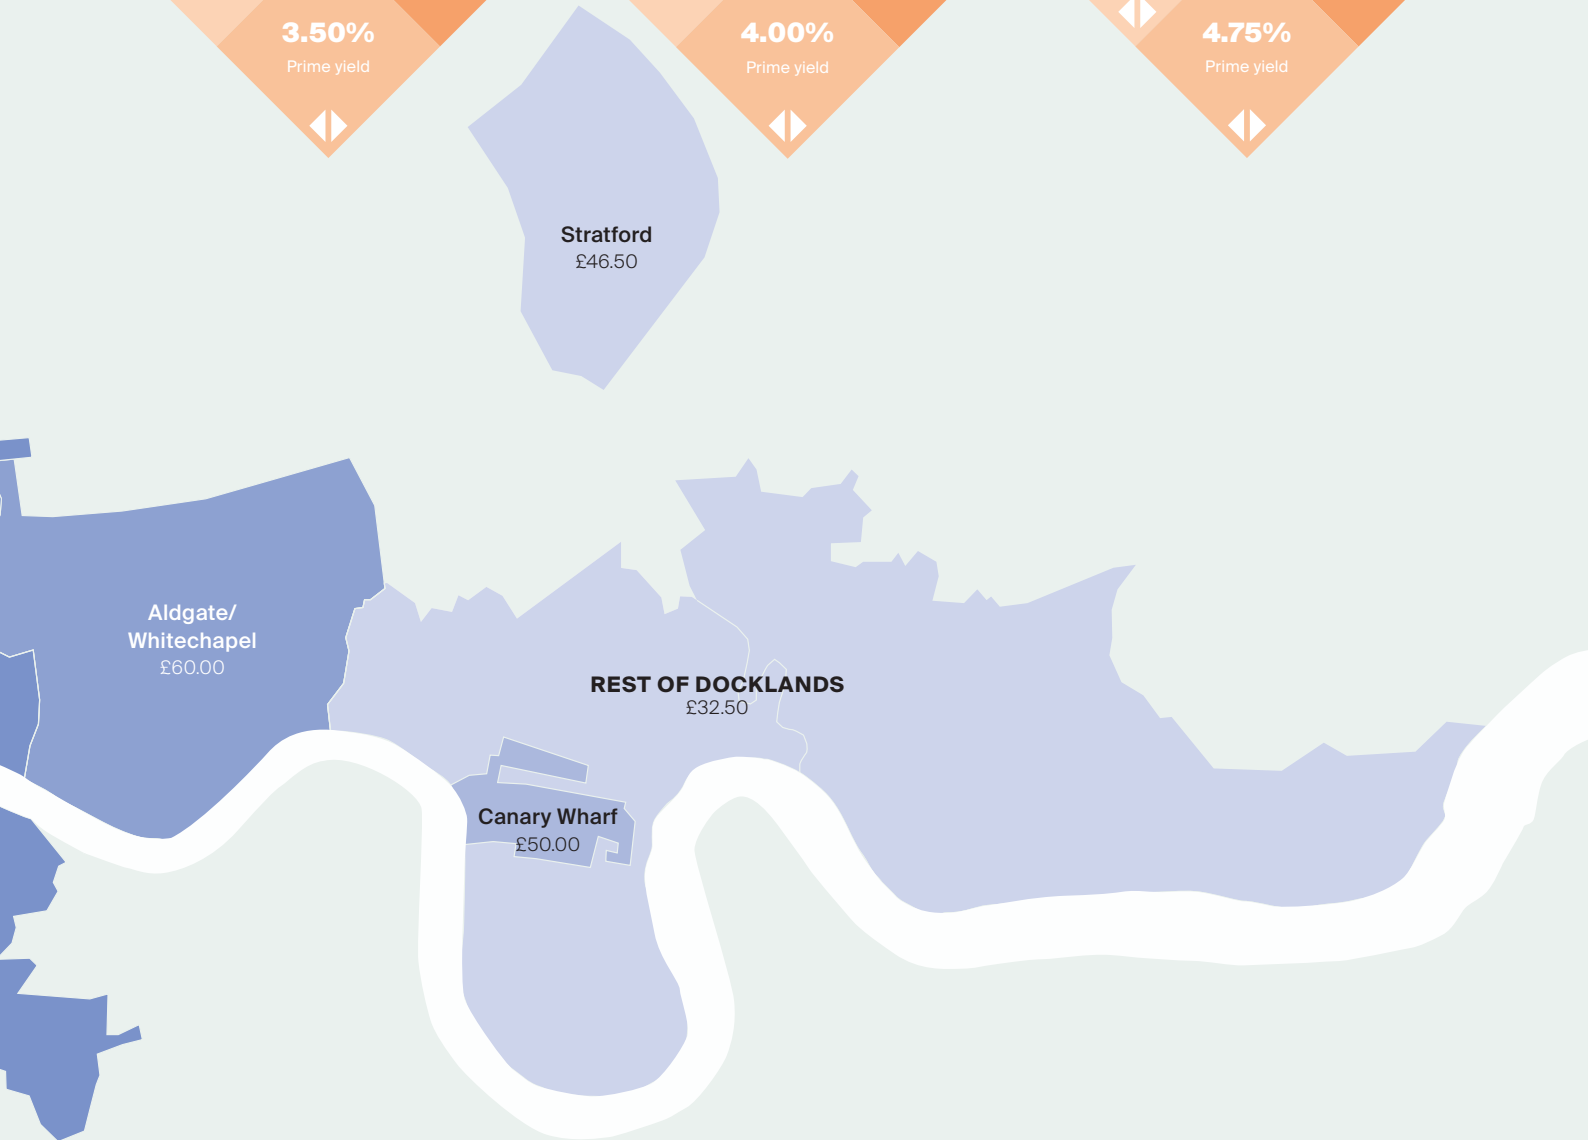 3.50%
Prime yield
4.00%
Prime yield
4.75%
Prime yield
Stratford
£46.50
Aldgate/
Whitechapel
£60.00
REST OF DOCKLANDS
£32.50
Canary Wharf
£50.00